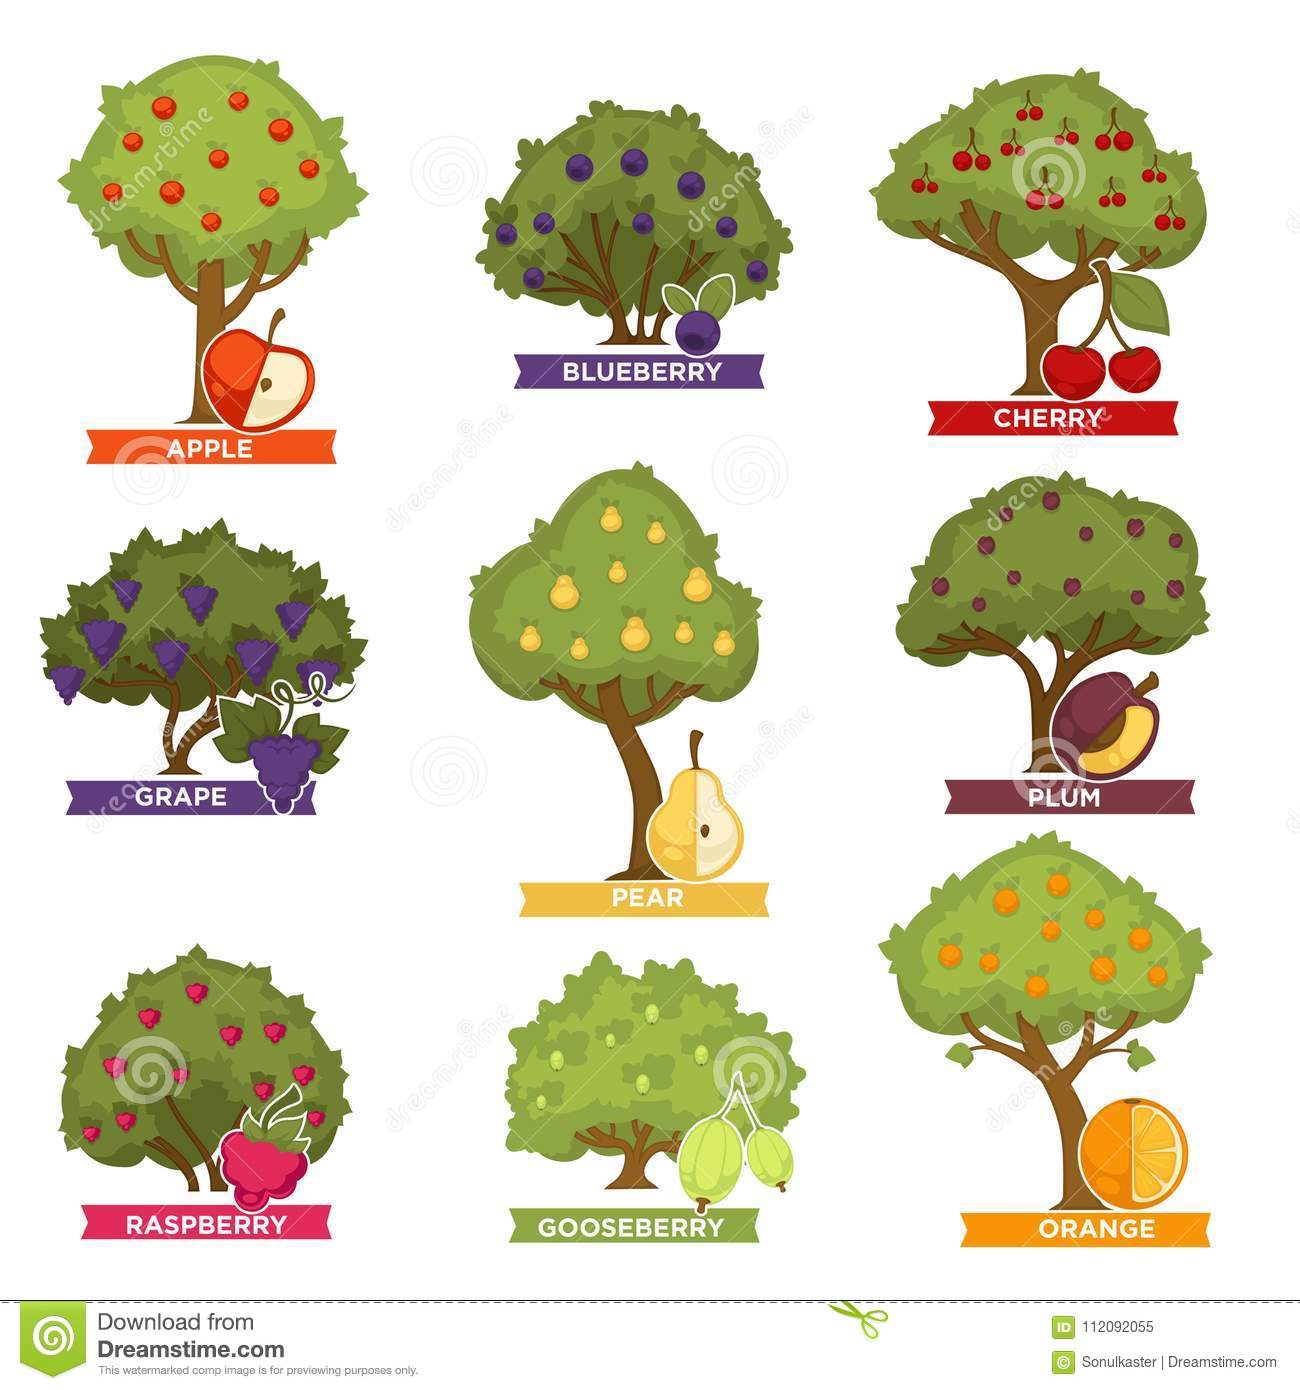 APPLE
BLUEBERRY
CHERRY
GRAPE
PEAR
PLUM
RASPBERRY
GOOSEBERRY
ORANGE
dreamstime
Download from
Dreamstime.com
This watermarked comp image is for previewing purposes only.
ID 112092055
© Sonulkaster | Dreamstime.com